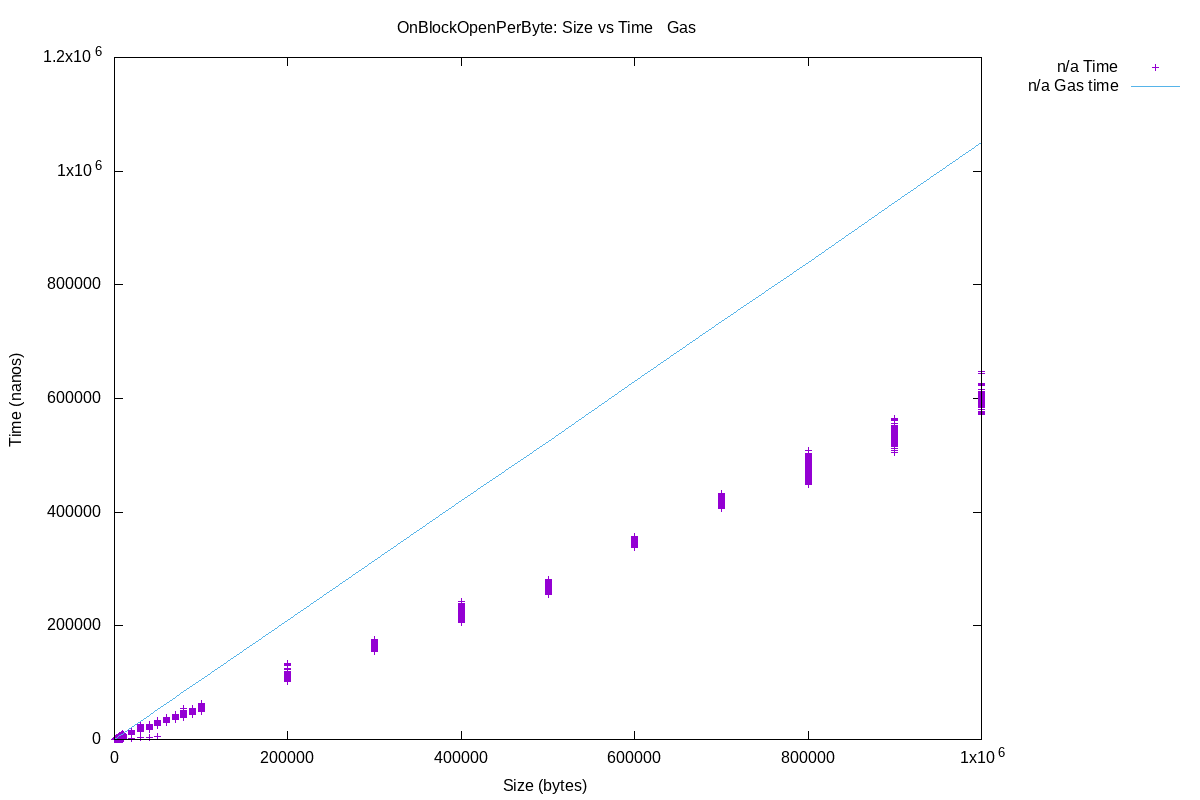 OnBlockOpenPerByte: Size vs Time   Gas
n/a Time
n/a Gas time
1.2x10 6
1x10 6
800000
600000
400000
200000
0
Time (nanos)
0 200000 400000 600000 800000 1x10 6
Size (bytes)